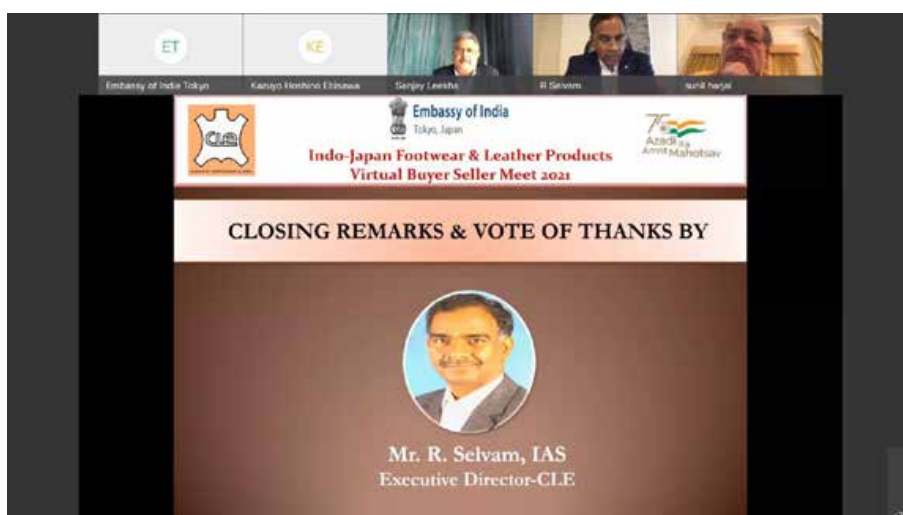 ET
KE
Embassy of India Tokyo
Kazuyo Hoshino Ebisawa
Sanjay Leekha
R Selvam
sunil harjai
CLE
Embassy of India
Tokyo, Japan
75
Azadi Ka
Amrit Mahotsav
Indo-Japan Footwear & Leather Products
Virtual Buyer Seller Meet 2021
CLOSING REMARKS & VOTE OF THANKS BY
Mr. R. Selvam, IAS
Executive Director-CLE